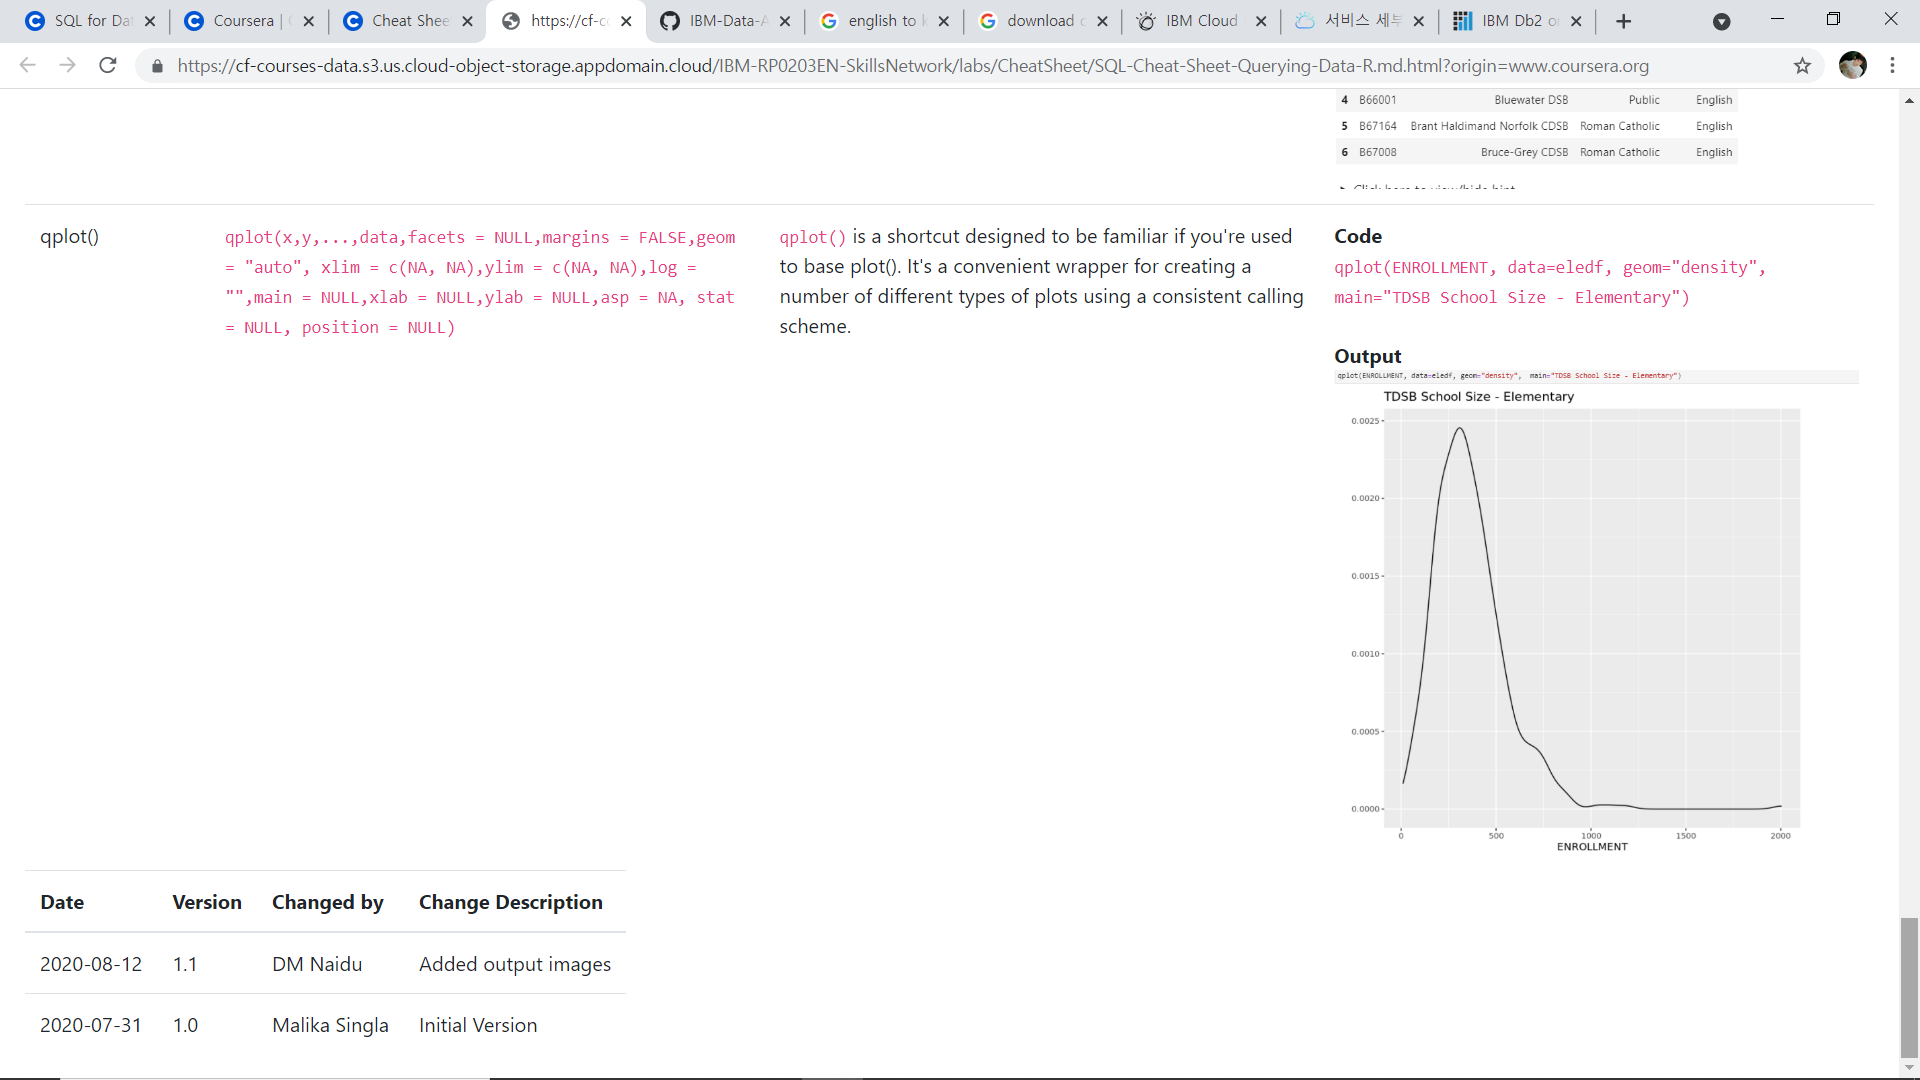 SQL for Dat
Coursera |
Cheat Shee
https://cf-co
IBM-Data-A
english to k
download c
IBM Cloud
서비스 세부
IBM Db2 o
https://cf-courses-data.s3.us.cloud-object-storage.appdomain.cloud/IBM-RP0203EN-SkillsNetwork/labs/CheatSheet/SQL-Cheat-Sheet-Querying-Data-R.md.html?origin=www.coursera.org
4 B66001 Bluewater DSB Public English
5 B67164 Brant Haldimand Norfolk CDSB Roman Catholic English
6 B67008 Bruce-Grey CDSB Roman Catholic English
Click here to view/hide hint
qplot()
qplot(x,y,...,data,facets = NULL,margins = FALSE,geom
= "auto", xlim = c(NA, NA),ylim = c(NA, NA),log =
"",main = NULL,xlab = NULL,ylab = NULL,asp = NA, stat
= NULL, position = NULL)
qplot() is a shortcut designed to be familiar if you're used
to base plot(). It's a convenient wrapper for creating a
number of different types of plots using a consistent calling
scheme.
Code
qplot(ENROLLMENT, data=eledf, geom="density",
main="TDSB School Size - Elementary")
Output
qplot(ENROLLMENT, data=eledf, geom="density", main="TDSB School Size - Elementary")
TDSB School Size - Elementary
0.0025
0.0020
0.0015
0.0010
0.0005
0.0000
0 500 1000 1500 2000
ENROLLMENT
Date Version Changed by Change Description
2020-08-12 1.1 DM Naidu Added output images
2020-07-31 1.0 Malika Singla Initial Version